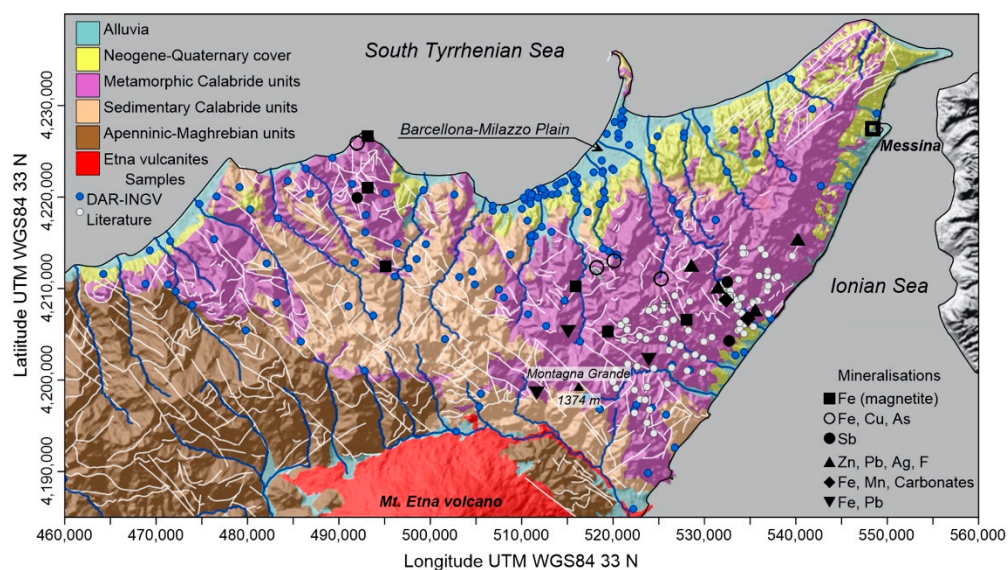 Alluvia
Neogene-Quaternary cover
Metamorphic Calabride units
Sedimentary Calabride units
Apenninic-Maghrebian units
Etna vulcanites
Samples
DAR-INGV
Literature
South Tyrrhenian Sea
Barcellona-Milazzo Plain
Messina
Ionian Sea
Montagna Grande
1374 m
Mt. Etna volcano
Mineralisations
Fe (magnetite)
Fe, Cu, As
Sb
Zn, Pb, Ag, F
Fe, Mn, Carbonates
Fe, Pb
Latiitude UTM WGS84 33 N
4,230,000
4,220,000
4,210,000
4,200,000
4,190,000
460,000 470,000 480,000 490,000 500,000 510,000 520,000 530,000 540,000 550,000 560,000
Longitude UTM WGS84 33 N